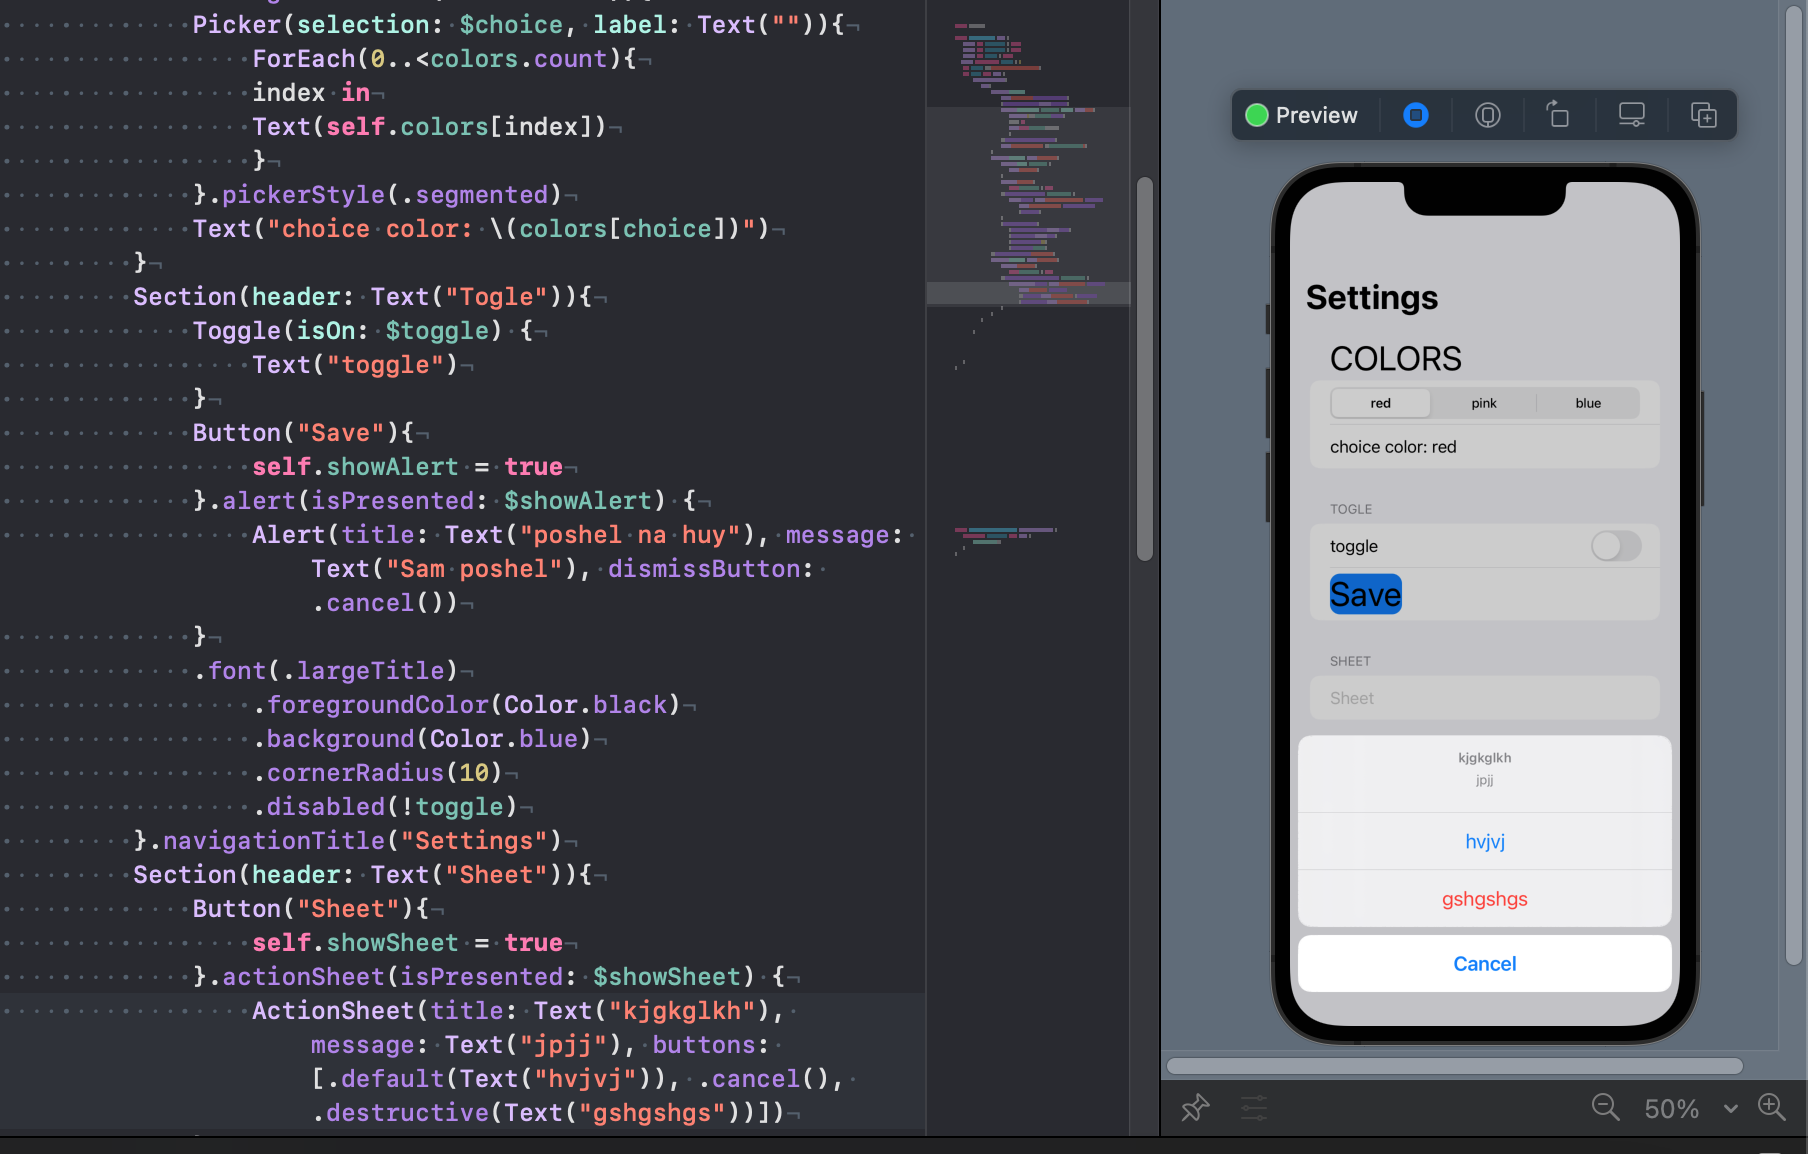 Picker(selection: $choice, label: Text("")){
ForEach(0..<colors.count){
index in
Text(self.colors[index])
}
}.pickerStyle(.segmented)
Text("choice color: \(colors[choice])")
}
Section(header: Text("Togle")){
Toggle(isOn: $toggle) {
Text("toggle")
}
Button("Save"){
self.showAlert = true
}.alert(isPresented: $showAlert) {
Alert(title: Text("poshel na huy"), message:
Text("Sam poshel"), dismissButton:
.cancel())
}
.font(.largeTitle)
.foregroundColor(Color.black)
.background(Color.blue)
.cornerRadius(10)
.disabled(!toggle)
}.navigationTitle("Settings")
Section(header: Text("Sheet")){
Button("Sheet"){
self.showSheet = true
}.actionSheet(isPresented: $showSheet) {
ActionSheet(title: Text("kjgkglkh"),
message: Text("jpjj"), buttons:
[.default(Text("hvjvj")), .cancel(),
.destructive(Text("gshgshgs"))])
Preview
Settings
COLORS
red pink blue
choice color: red
TOGLE
toggle
Save
SHEET
Sheet
kjgkglkh
jpjj
hvjvj
gshgshgs
Cancel
50%